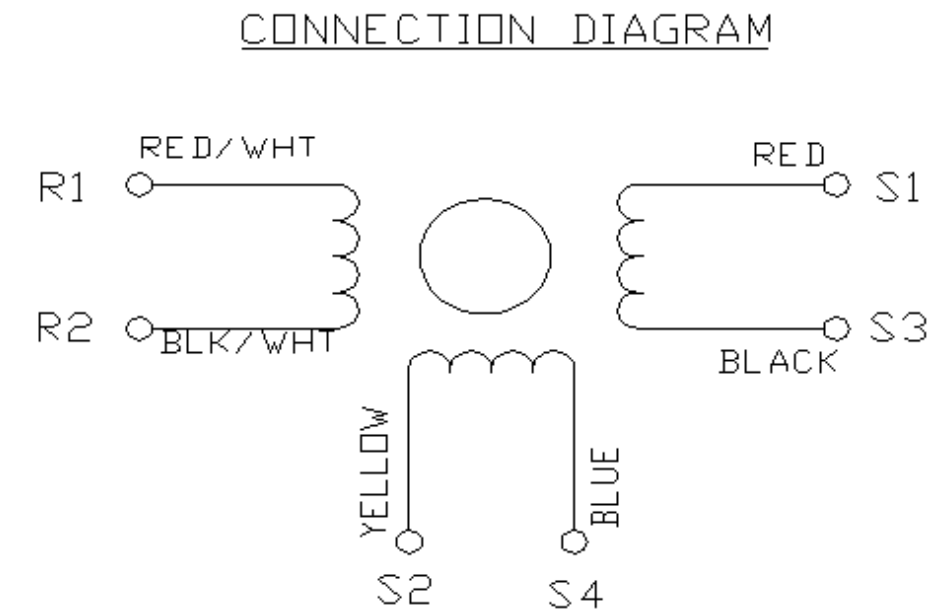 CONNECTION DIAGRAM
RED/WHT
RED
R1
S1
R2
BLK/WHT
S3
BLACK
YELLOW
BLUE
S2
S4